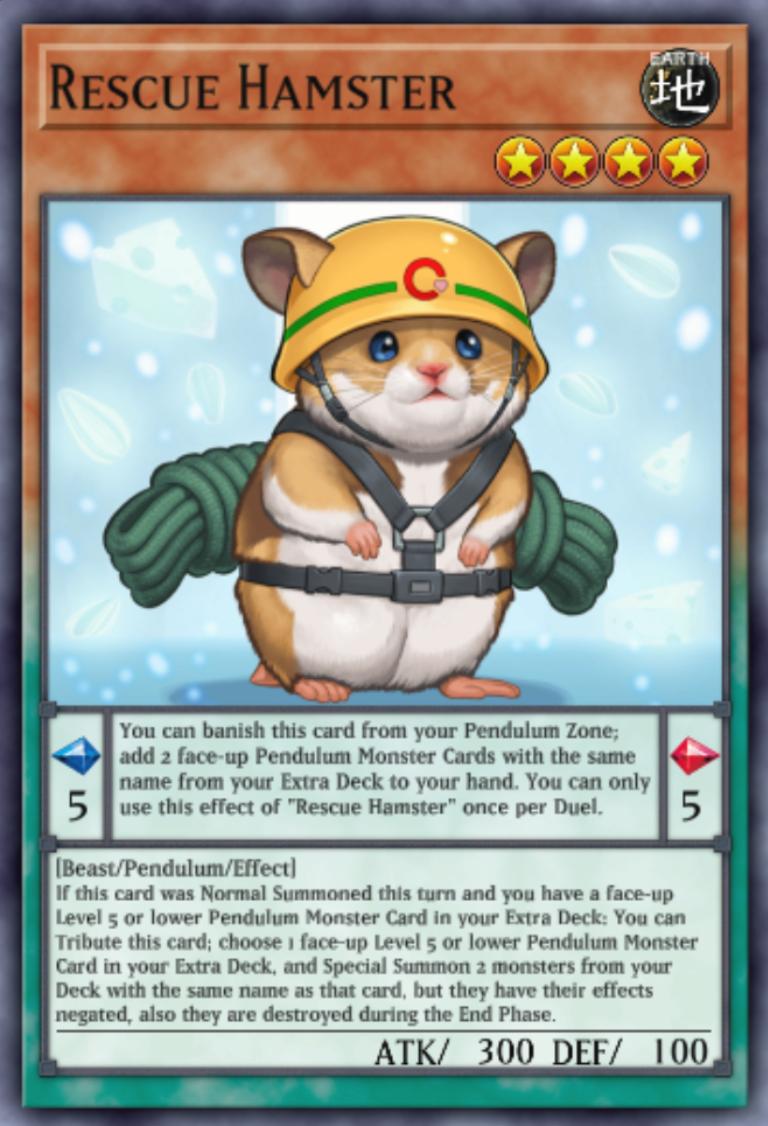 RESCUE HAMSTER
EARTH
地
C
You can banish this card from your Pendulum Zone;
add 2 face-up Pendulum Monster Cards with the same
name from your Extra Deck to your hand. You can only
use this effect of "Rescue Hamster" once per Duel.
5
5
[Beast/Pendulum/Effect]
If this card was Normal Summoned this turn and you have a face-up
Level 5 or lower Pendulum Monster Card in your Extra Deck: You can
Tribute this card; choose 1 face-up Level 5 or lower Pendulum Monster
Card in your Extra Deck, and Special Summon 2 monsters from your
Deck with the same name as that card, but they have their effects
negated, also they are destroyed during the End Phase.
ATK/ 300 DEF/ 100